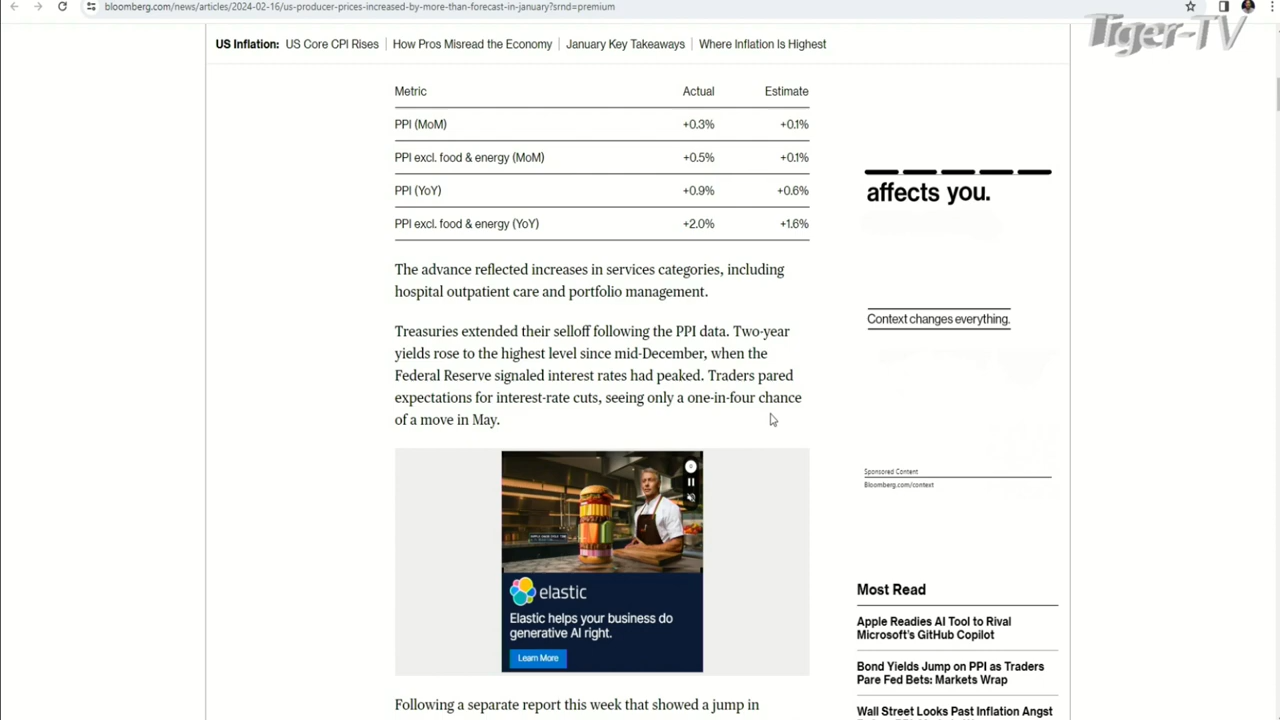 bloomberg.com/news/articles/2024-02-16/us-producer-prices-increased-by-more-than-forecast-in-january?srnd=premium
Tiger-TV
US Inflation: US Core CPI Rises | How Pros Misread the Economy | January Key Takeaways | Where Inflation Is Highest
Metric Actual Estimate
PPI (MoM) +0.3% +0.1%
PPI excl. food & energy (MoM) +0.5% +0.1%
PPI (YoY) +0.9% +0.6%
PPI excl. food & energy (YoY) +2.0% +1.6%
The advance reflected increases in services categories, including
hospital outpatient care and portfolio management.
Treasuries extended their selloff following the PPI data. Two-year
yields rose to the highest level since mid-December, when the
Federal Reserve signaled interest rates had peaked. Traders pared
expectations for interest-rate cuts, seeing only a one-in-four chance
of a move in May.
elastic
Elastic helps your business do
generative AI right.
Learn More
Following a separate report this week that showed a jump in
affects you.
Context changes everything.
Sponsored Content
Bloomberg.com/context
Most Read
Apple Readies AI Tool to Rival
Microsoft's GitHub Copilot
Bond Yields Jump on PPI as Traders
Pare Fed Bets: Markets Wrap
Wall Street Looks Past Inflation Angst